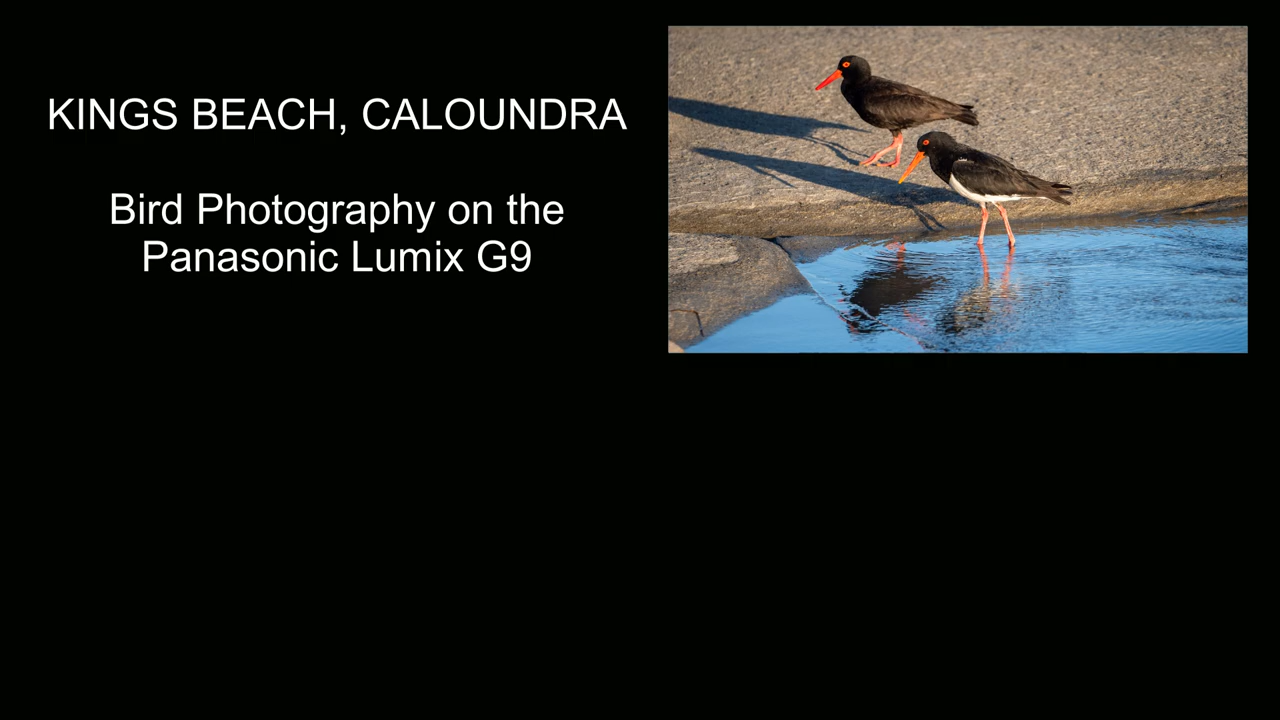 KINGS BEACH, CALOUNDRA
Bird Photography on the
Panasonic Lumix G9